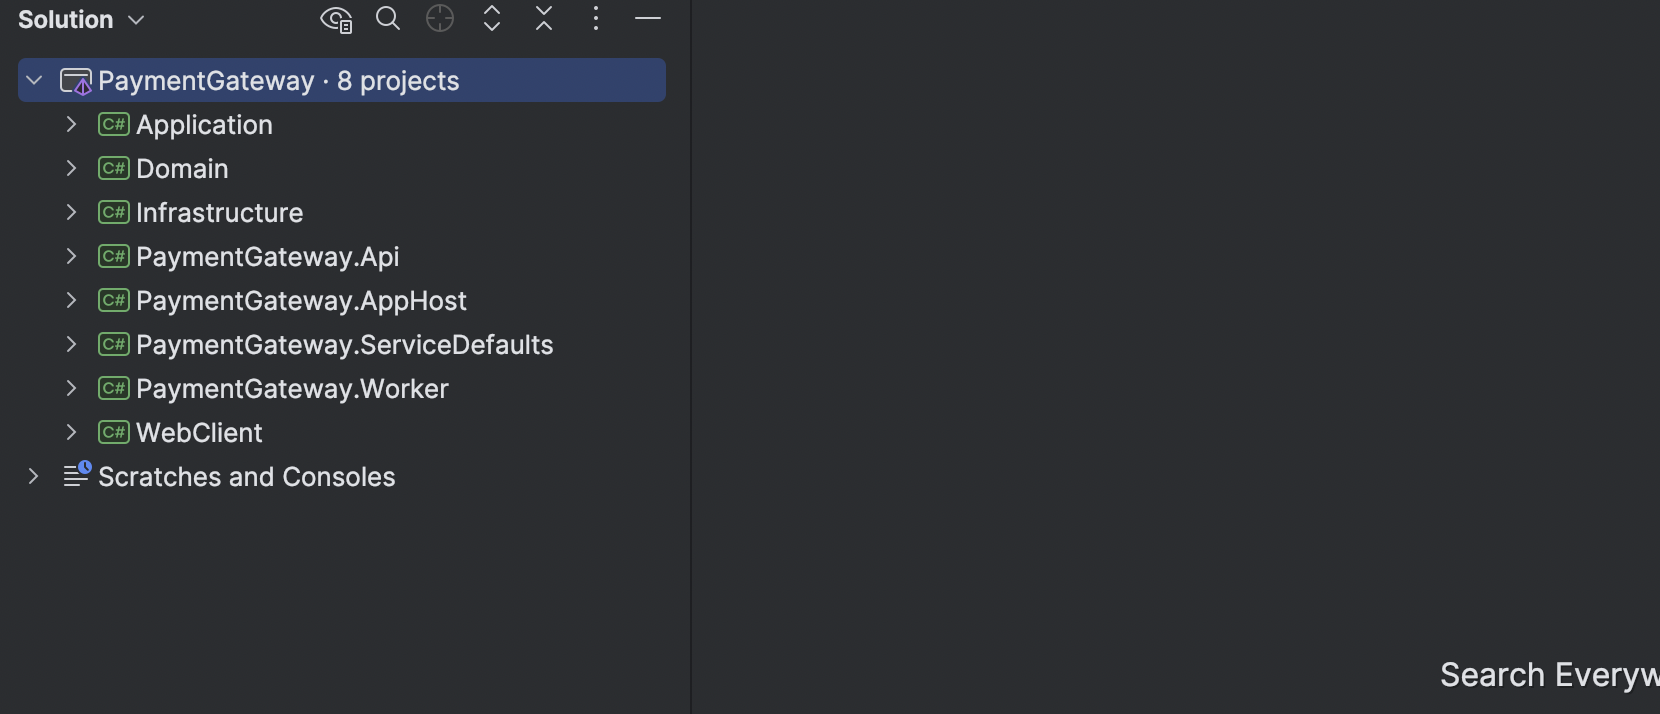 Solution
PaymentGateway · 8 projects
C# Application
C# Domain
C# Infrastructure
C# PaymentGateway.Api
C# PaymentGateway.AppHost
C# PaymentGateway.ServiceDefaults
C# PaymentGateway.Worker
C# WebClient
Scratches and Consoles
Search Everyw